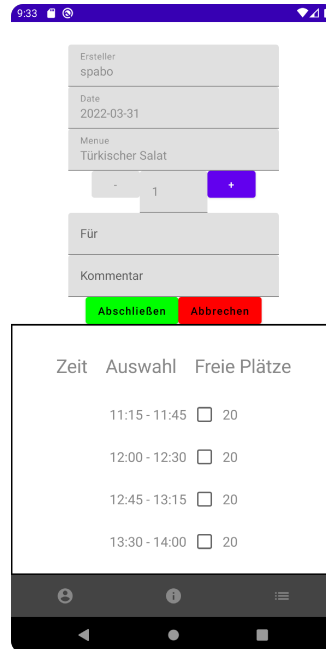 9:33
Ersteller
spabo
Date
2022-03-31
Menue
Türkischer Salat
- 1 +
Für
Kommentar
Abschließen Abbrechen
Zeit Auswahl Freie Plätze
11:15 - 11:45 20
12:00 - 12:30 20
12:45 - 13:15 20
13:30 - 14:00 20